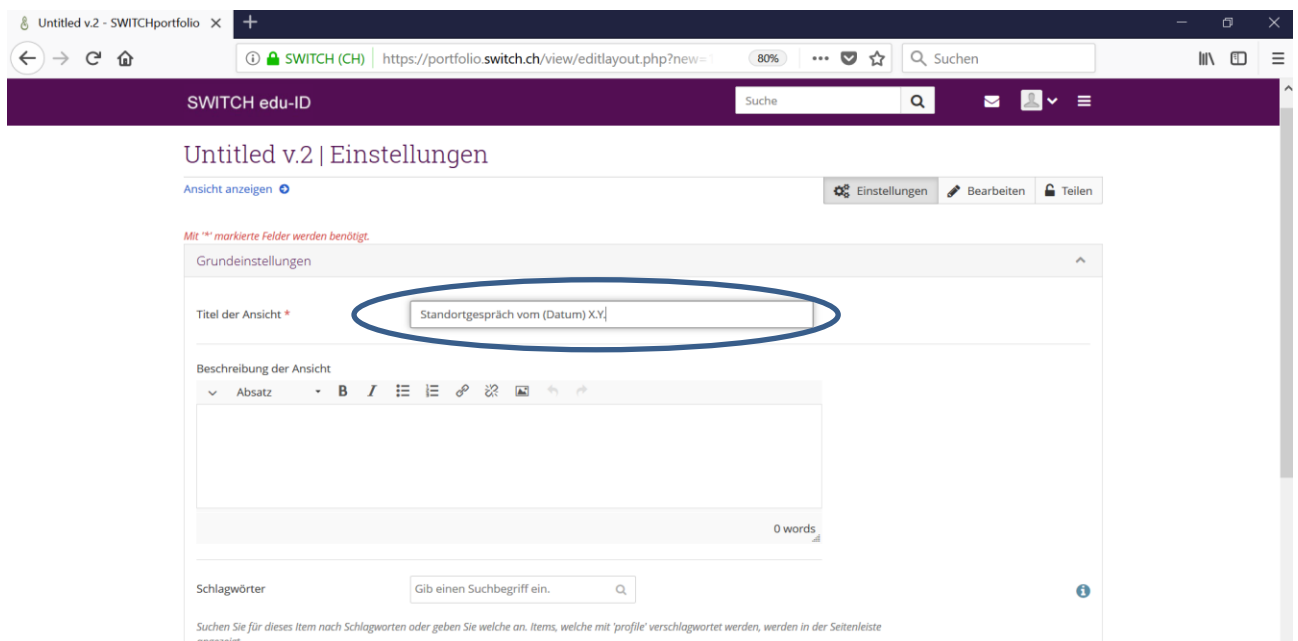 Untitled v.2 - SWITCHportfolio
SWITCH (CH) https://portfolio.switch.ch/view/editlayout.php?new= 80% Suchen
SWITCH edu-ID Suche
Untitled v.2 | Einstellungen
Ansicht anzeigen Einstellungen Bearbeiten Teilen
Mit '*' markierte Felder werden benötigt.
Grundeinstellungen
Titel der Ansicht * Standortgespräch vom (Datum) X.Y.
Beschreibung der Ansicht
Absatz B I
0 words
Schlagwörter Gib einen Suchbegriff ein.
Suchen Sie für dieses Item nach Schlagworten oder geben Sie welche an. Items, welche mit 'profile' verschlagwortet werden, werden in der Seitenleiste